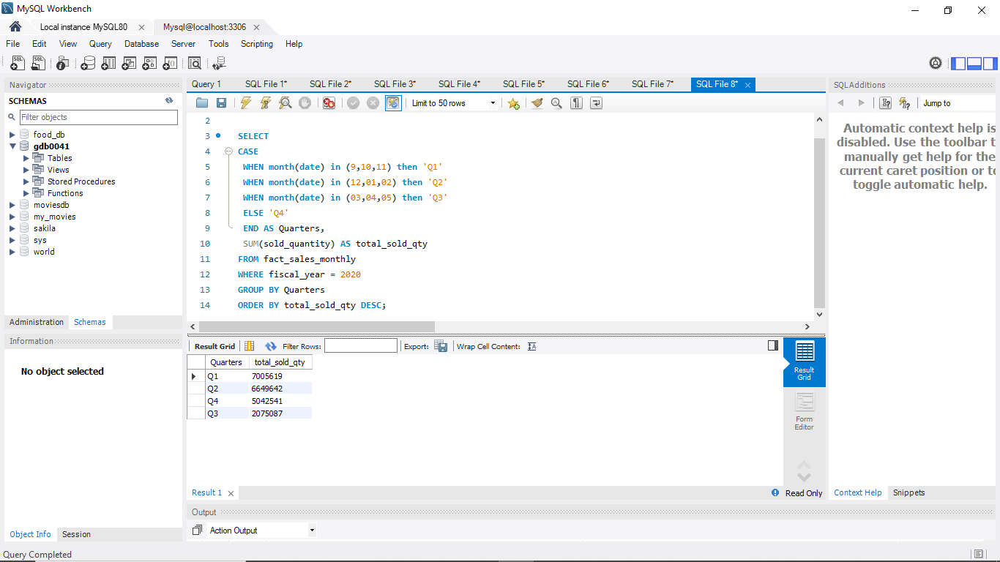 MySQL Workbench
Local instance MySQL80 Mysql@localhost:3306
File Edit View Query Database Server Tools Scripting Help
Navigator
SCHEMAS
Filter objects
food_db
gdb0041
Tables
Views
Stored Procedures
Functions
moviesdb
my_movies
sakila
sys
world
Administration Schemas
Information
No object selected
Object Info Session
Query 1 SQL File 1* SQL File 2* SQL File 3* SQL File 4* SQL File 5* SQL File 6* SQL File 7* SQL File 8*
Limit to 50 rows
2
3 SELECT
4 CASE
5 WHEN month(date) in (9,10,11) then 'Q1'
6 WHEN month(date) in (12,01,02) then 'Q2'
7 WHEN month(date) in (03,04,05) then 'Q3'
8 ELSE 'Q4'
9 END AS Quarters,
10 SUM(sold_quantity) AS total_sold_qty
11 FROM fact_sales_monthly
12 WHERE fiscal_year = 2020
13 GROUP BY Quarters
14 ORDER BY total_sold_qty DESC;
Result Grid Filter Rows: Export: Wrap Cell Content:
Quarters total_sold_qty
Q1 7005619
Q2 6649642
Q4 5042541
Q3 2075087
Result
Grid
Form
Editor
Result 1 Read Only
Output
Action Output
SQLAdditions
Jump to
Automatic context help is
disabled. Use the toolbar t
manually get help for the
current caret position or to
toggle automatic help.
Context Help Snippets
Query Completed